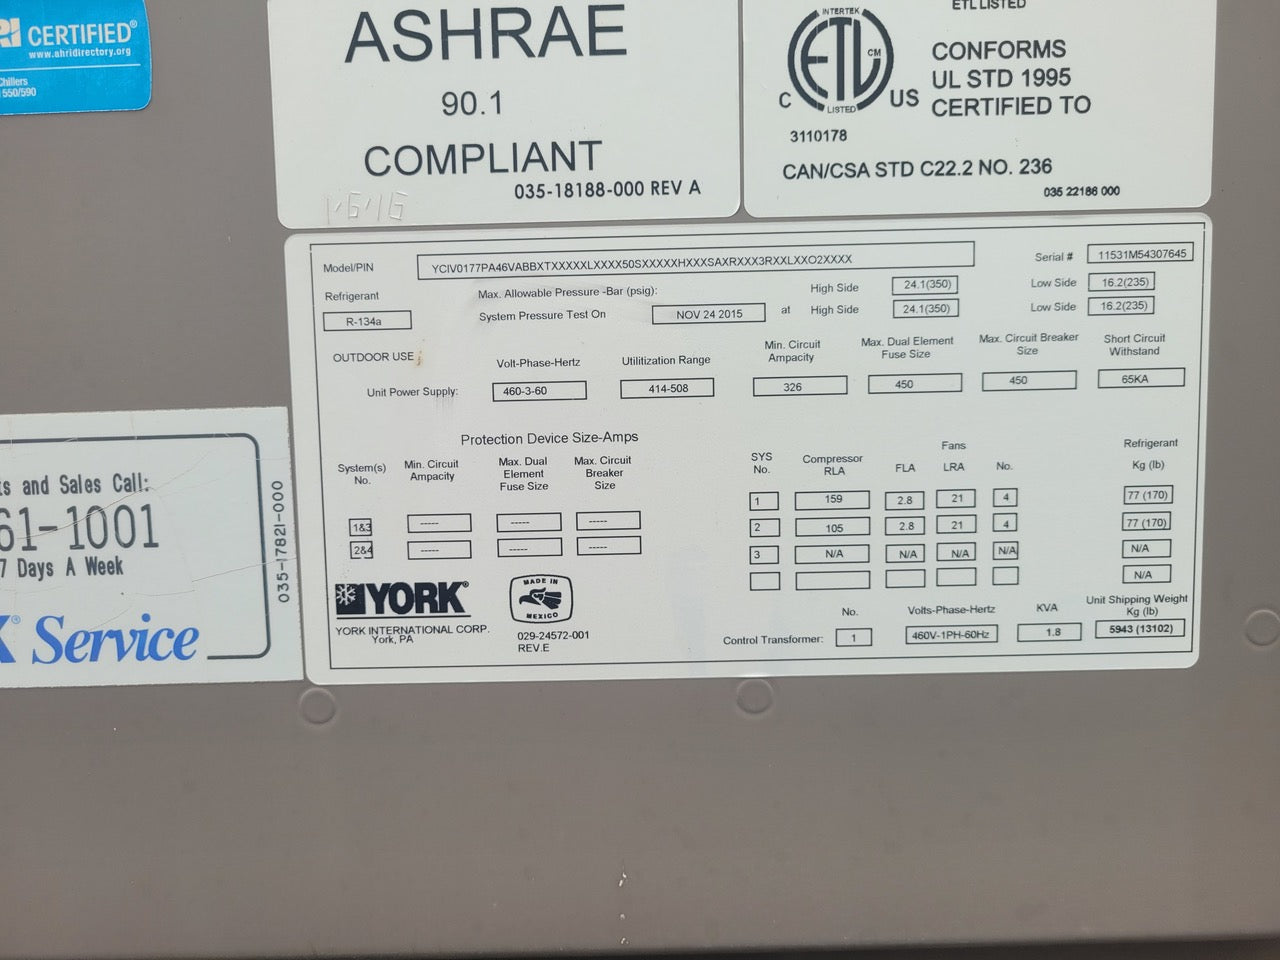 RI CERTIFIED®
www.ahridirectory.org
Chillers
550/590
ASHRAE
90.1
COMPLIANT
035-18188-000 REV A
ETL LISTED
CONFORMS
UL STD 1995
CERTIFIED TO
INTERTEK
ETL CM
LISTED
C US
3110178
CAN/CSA STD C22.2 NO. 236
035 22186 000
Model/PIN YCIV0177PA46VABBXTXXXXXLXXXX50SXXXXXHXXXSAXRXXX3RXXLXXO2XXXX Serial # 11531M54307645
Refrigerant Max. Allowable Pressure -Bar (psig): High Side 24.1(350) Low Side 16.2(235)
R-134a System Pressure Test On NOV 24 2015 at High Side 24.1(350) Low Side 16.2(235)
OUTDOOR USE
Volt-Phase-Hertz Utilitization Range Min. Circuit Ampacity Max. Dual Element Fuse Size Max. Circuit Breaker Size Short Circuit Withstand
Unit Power Supply: 460-3-60 414-508 326 450 450 65KA
Protection Device Size-Amps
System(s) No. Min. Circuit Ampacity Max. Dual Element Fuse Size Max. Circuit Breaker Size
1&3 ----- ----- -----
2&4 ----- ----- -----
Fans
SYS No. Compressor RLA FLA LRA No. Refrigerant Kg (lb)
1 159 2.8 21 4 77 (170)
2 105 2.8 21 4 77 (170)
3 N/A N/A N/A N/A N/A
N/A
YORK®
YORK INTERNATIONAL CORP.
York, PA
MADE IN
MEXICO
029-24572-001
REV.E
No. Volts-Phase-Hertz KVA Unit Shipping Weight Kg (lb)
Control Transformer: 1 460V-1PH-60Hz 1.8 5943 (13102)
ts and Sales Call:
61-1001
7 Days A Week
K® Service
035-17821-000